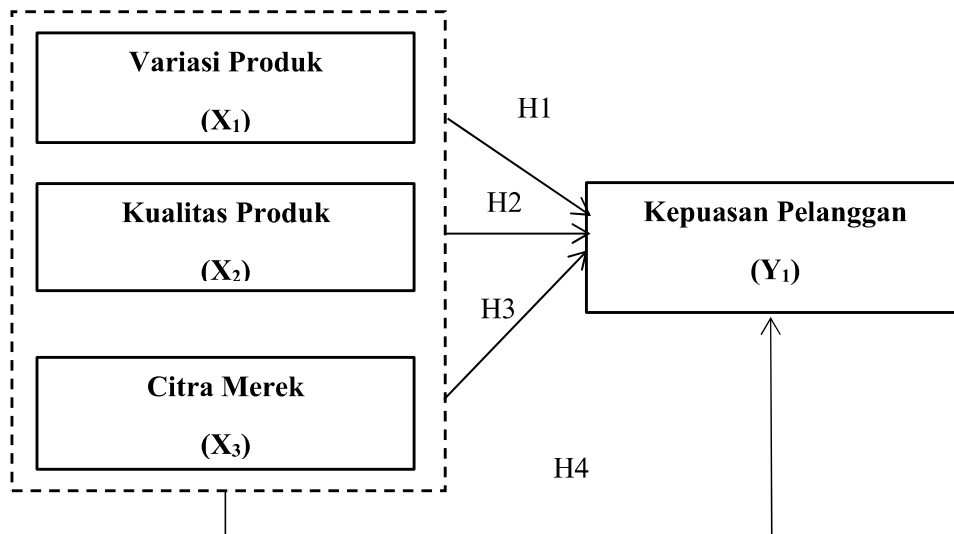 Variasi Produk
(X₁)
H1
Kualitas Produk
(X₂)
H2
Kepuasan Pelanggan
(Y₁)
H3
Citra Merek
(X₃)
H4